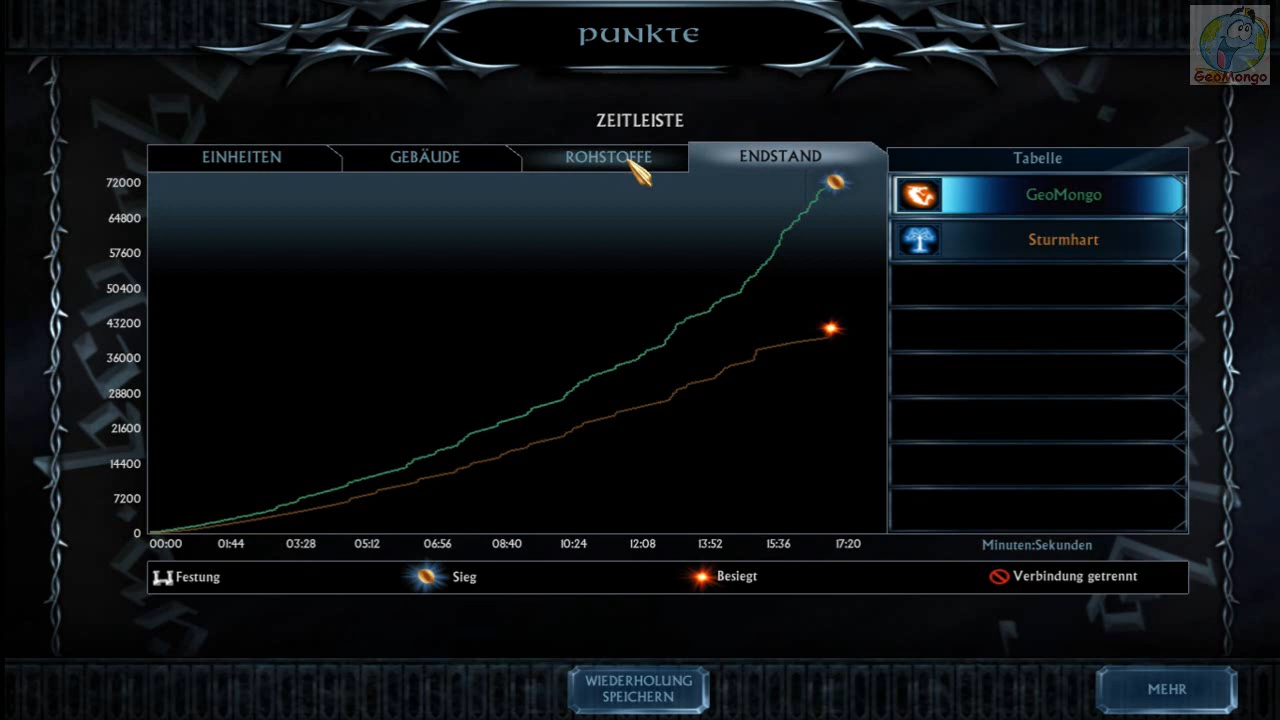 PUNKTE
GeoMongo
ZEITLEISTE
EINHEITEN GEBÄUDE ROHSTOFFE ENDSTAND
Tabelle
GeoMongo
Sturmhart
72000
64800
57600
50400
43200
36000
28800
21600
14400
7200
0
00:00 01:44 03:28 05:12 06:56 08:40 10:24 12:08 13:52 15:36 17:20
Minuten:Sekunden
Festung Sieg Besiegt Verbindung getrennt
WIEDERHOLUNG
SPEICHERN
MEHR